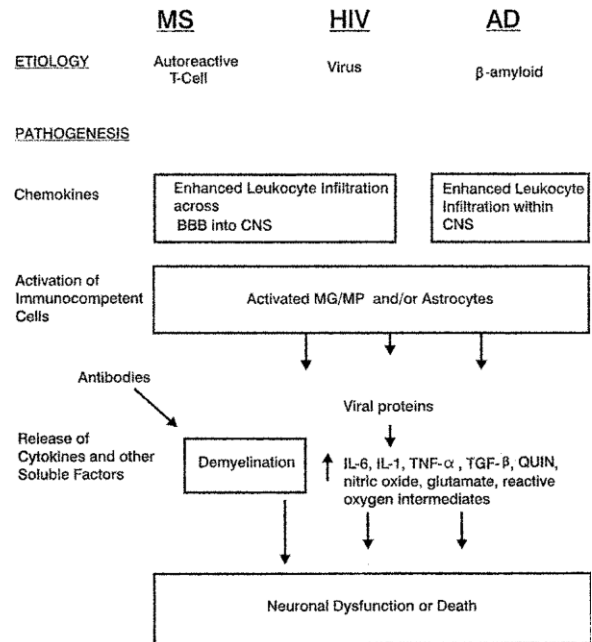 MS HIV AD
ETIOLOGY
Autoreactive
T-Cell
Virus
β-amyloid
PATHOGENESIS
Chemokines
Enhanced Leukocyte Infiltration
across
BBB into CNS
Enhanced Leukocyte
Infiltration within
CNS
Activation of
Immunocompetent
Cells
Activated MG/MP and/or Astrocytes
Antibodies
Viral proteins
Release of
Cytokines and other
Soluble Factors
Demyelination
IL-6, IL-1, TNF-α , TGF-β, QUIN,
nitric oxide, glutamate, reactive
oxygen intermediates
Neuronal Dysfunction or Death